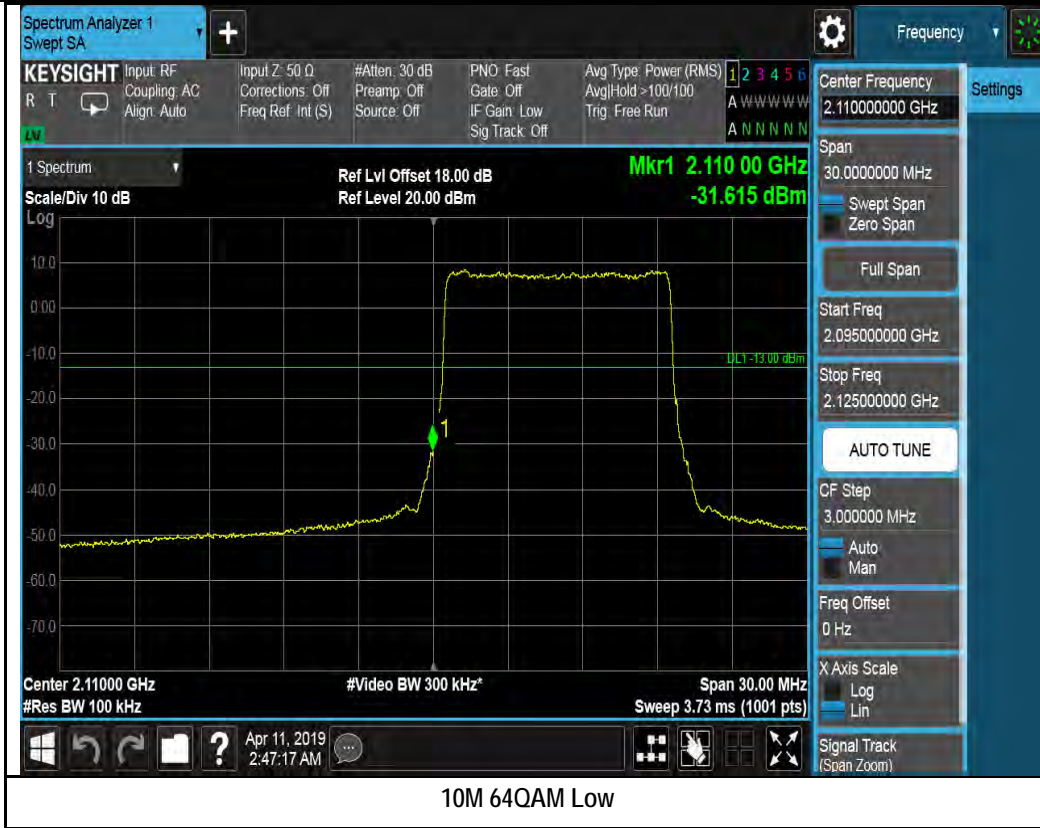 Spectrum Analyzer 1
Swept SA
+
Frequency
KEYSIGHT
R T
LVI
Input: RF
Coupling: AC
Align: Auto
Input Z: 50 Ω
Corrections: Off
Freq Ref: Int (S)
#Atten: 30 dB
Preamp: Off
Source: Off
PNO: Fast
Gate: Off
IF Gain: Low
Sig Track: Off
Avg Type: Power (RMS)
Avg|Hold >100/100
Trig: Free Run
1 2 3 4 5 6
A W W W W W
A N N N N N
Center Frequency
2.110000000 GHz
Settings
1 Spectrum
Scale/Div 10 dB
Ref Lvl Offset 18.00 dB
Ref Level 20.00 dBm
Mkr1 2.110 00 GHz
-31.615 dBm
Span
30.0000000 MHz
Swept Span
Zero Span
Full Span
Start Freq
2.095000000 GHz
Stop Freq
2.125000000 GHz
AUTO TUNE
CF Step
3.000000 MHz
Auto
Man
Freq Offset
0 Hz
X Axis Scale
Log
Lin
Signal Track
(Span Zoom)
Log
10.0
0.00
-10.0
DL1 -13.00 dBm
-20.0
-30.0
1
-40.0
-50.0
-60.0
-70.0
Center 2.11000 GHz
#Video BW 300 kHz*
Span 30.00 MHz
#Res BW 100 kHz
Sweep 3.73 ms (1001 pts)
?
Apr 11, 2019
2:47:17 AM
10M 64QAM Low